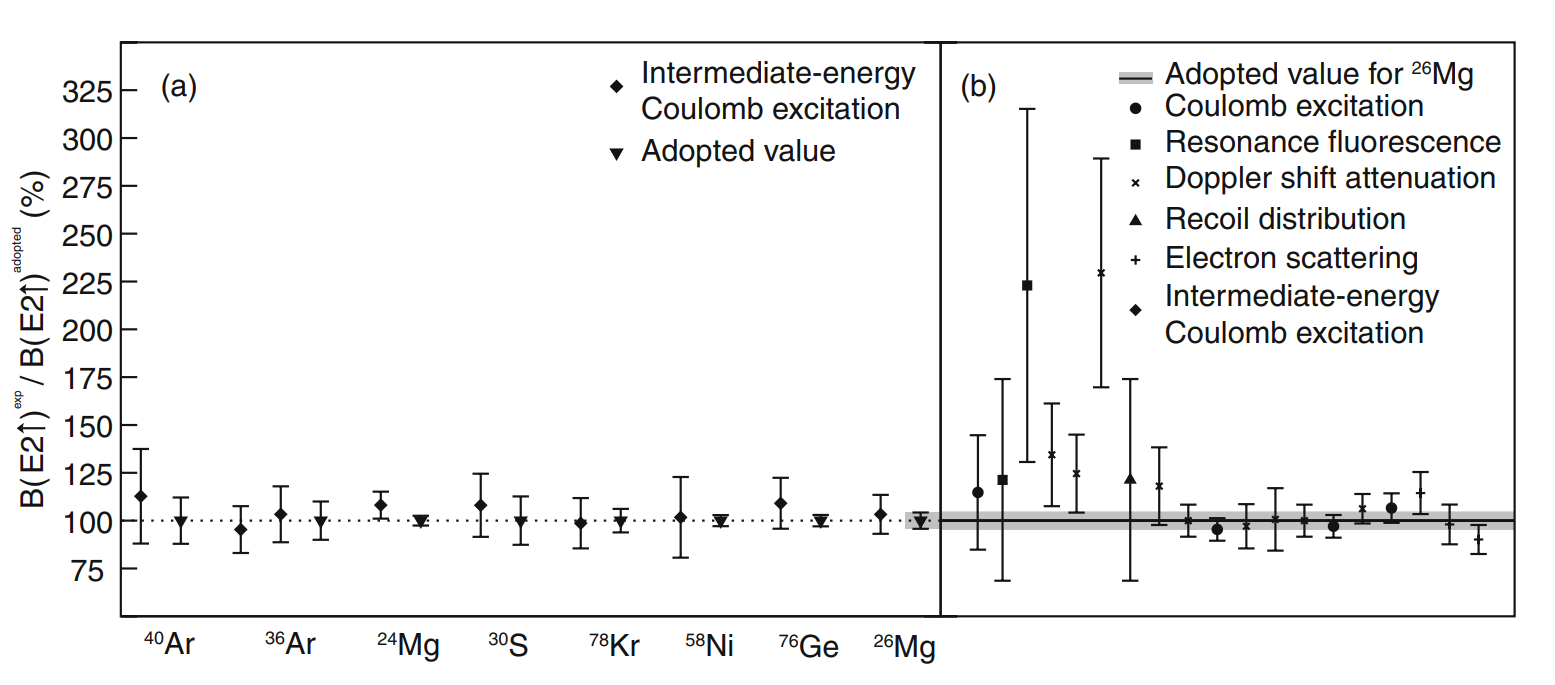 B(E2↑)exp / B(E2↑)adopted (%)
325
300
275
250
225
200
175
150
125
100
75
(a)
Intermediate-energy
Coulomb excitation
Adopted value
40Ar
36Ar
24Mg
30S
78Kr
58Ni
76Ge
26Mg
(b)
Adopted value for 26Mg
Coulomb excitation
Resonance fluorescence
Doppler shift attenuation
Recoil distribution
Electron scattering
Intermediate-energy
Coulomb excitation